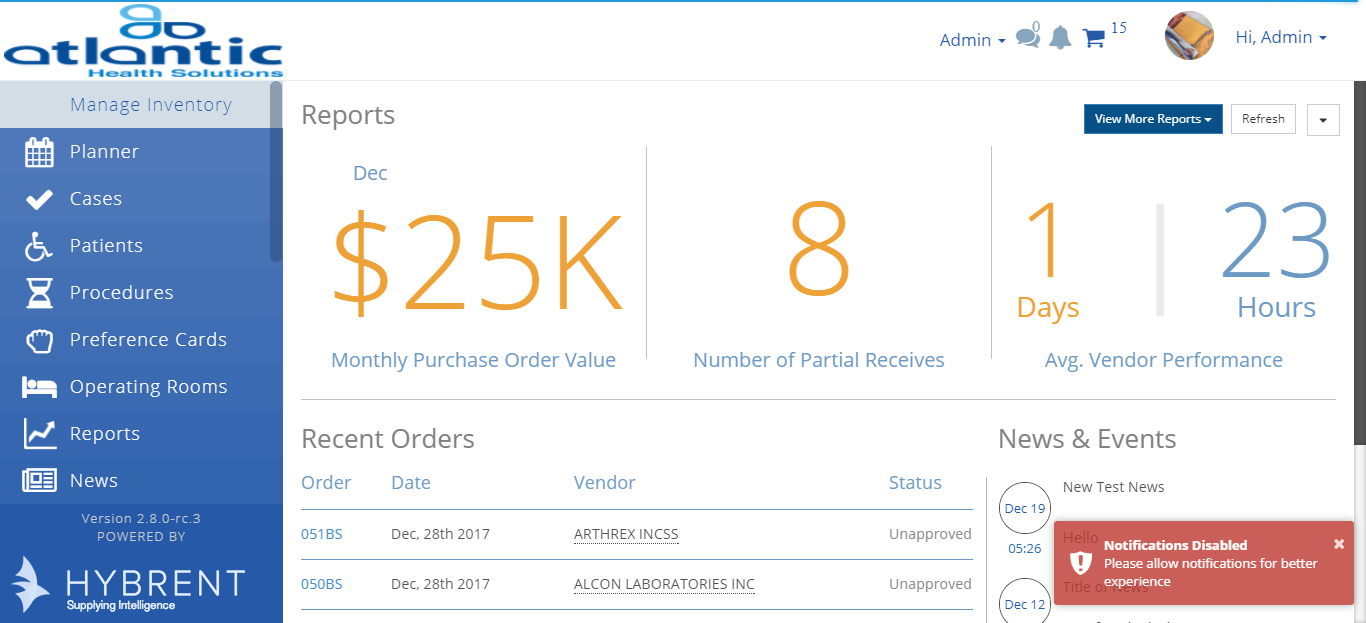 atlantic
Health Solutions
Admin
0
15
Hi, Admin
Manage Inventory
Planner
Cases
Patients
Procedures
Preference Cards
Operating Rooms
Reports
News
Version 2.8.0-rc.3
POWERED BY
HYBRENT
Supplying Intelligence
Reports
View More Reports
Refresh
Dec
$25K
Monthly Purchase Order Value
8
Number of Partial Receives
1
Days
23
Hours
Avg. Vendor Performance
Recent Orders
Order Date Vendor Status
051BS Dec, 28th 2017 ARTHREX INCSS Unapproved
050BS Dec, 28th 2017 ALCON LABORATORIES INC Unapproved
News & Events
Dec 19
05:26
New Test News
Hello
Dec 12
Title of News
Notifications Disabled
Please allow notifications for better
experience